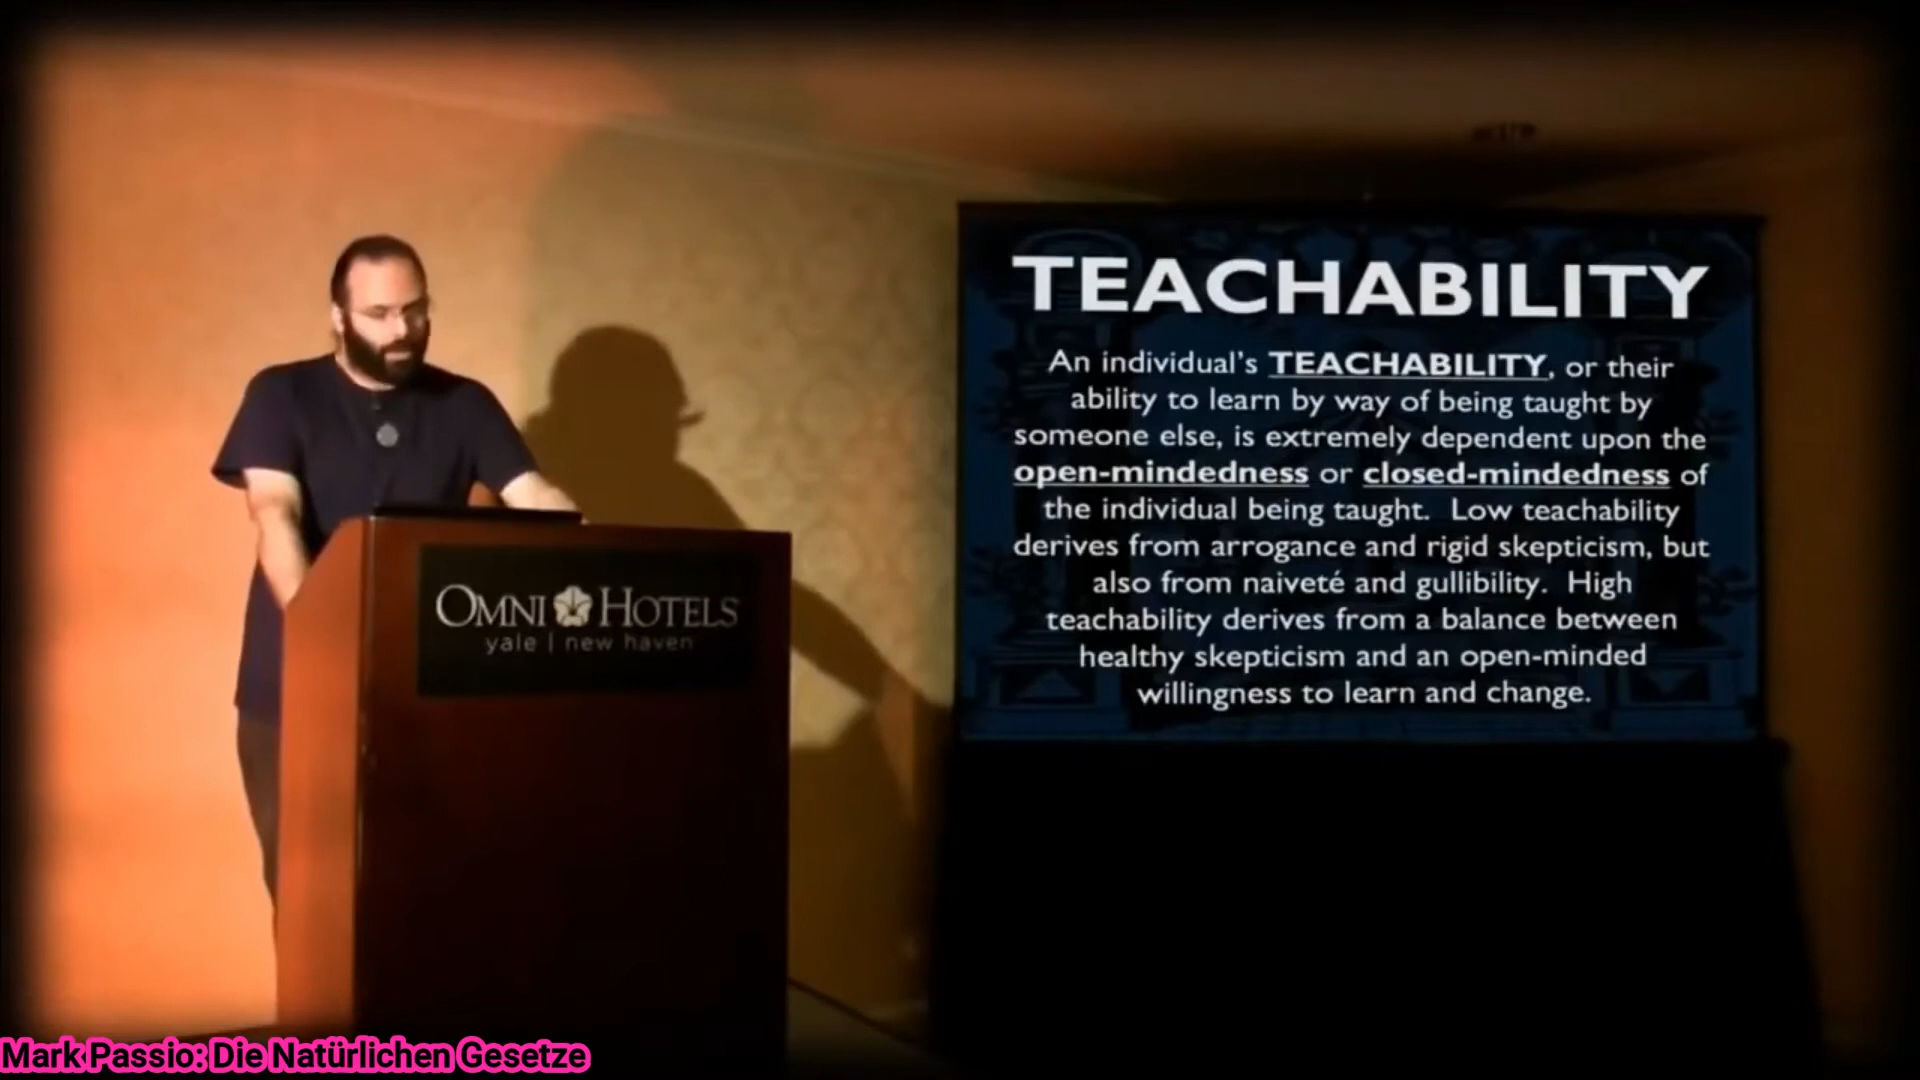 TEACHABILITY
An individual's TEACHABILITY, or their
ability to learn by way of being taught by
someone else, is extremely dependent upon the
open-mindedness or closed-mindedness of
the individual being taught. Low teachability
derives from arrogance and rigid skepticism, but
also from naiveté and gullibility. High
teachability derives from a balance between
healthy skepticism and an open-minded
willingness to learn and change.
OMNI HOTELS
yale | new haven
Mark Passio: Die Natürlichen Gesetze